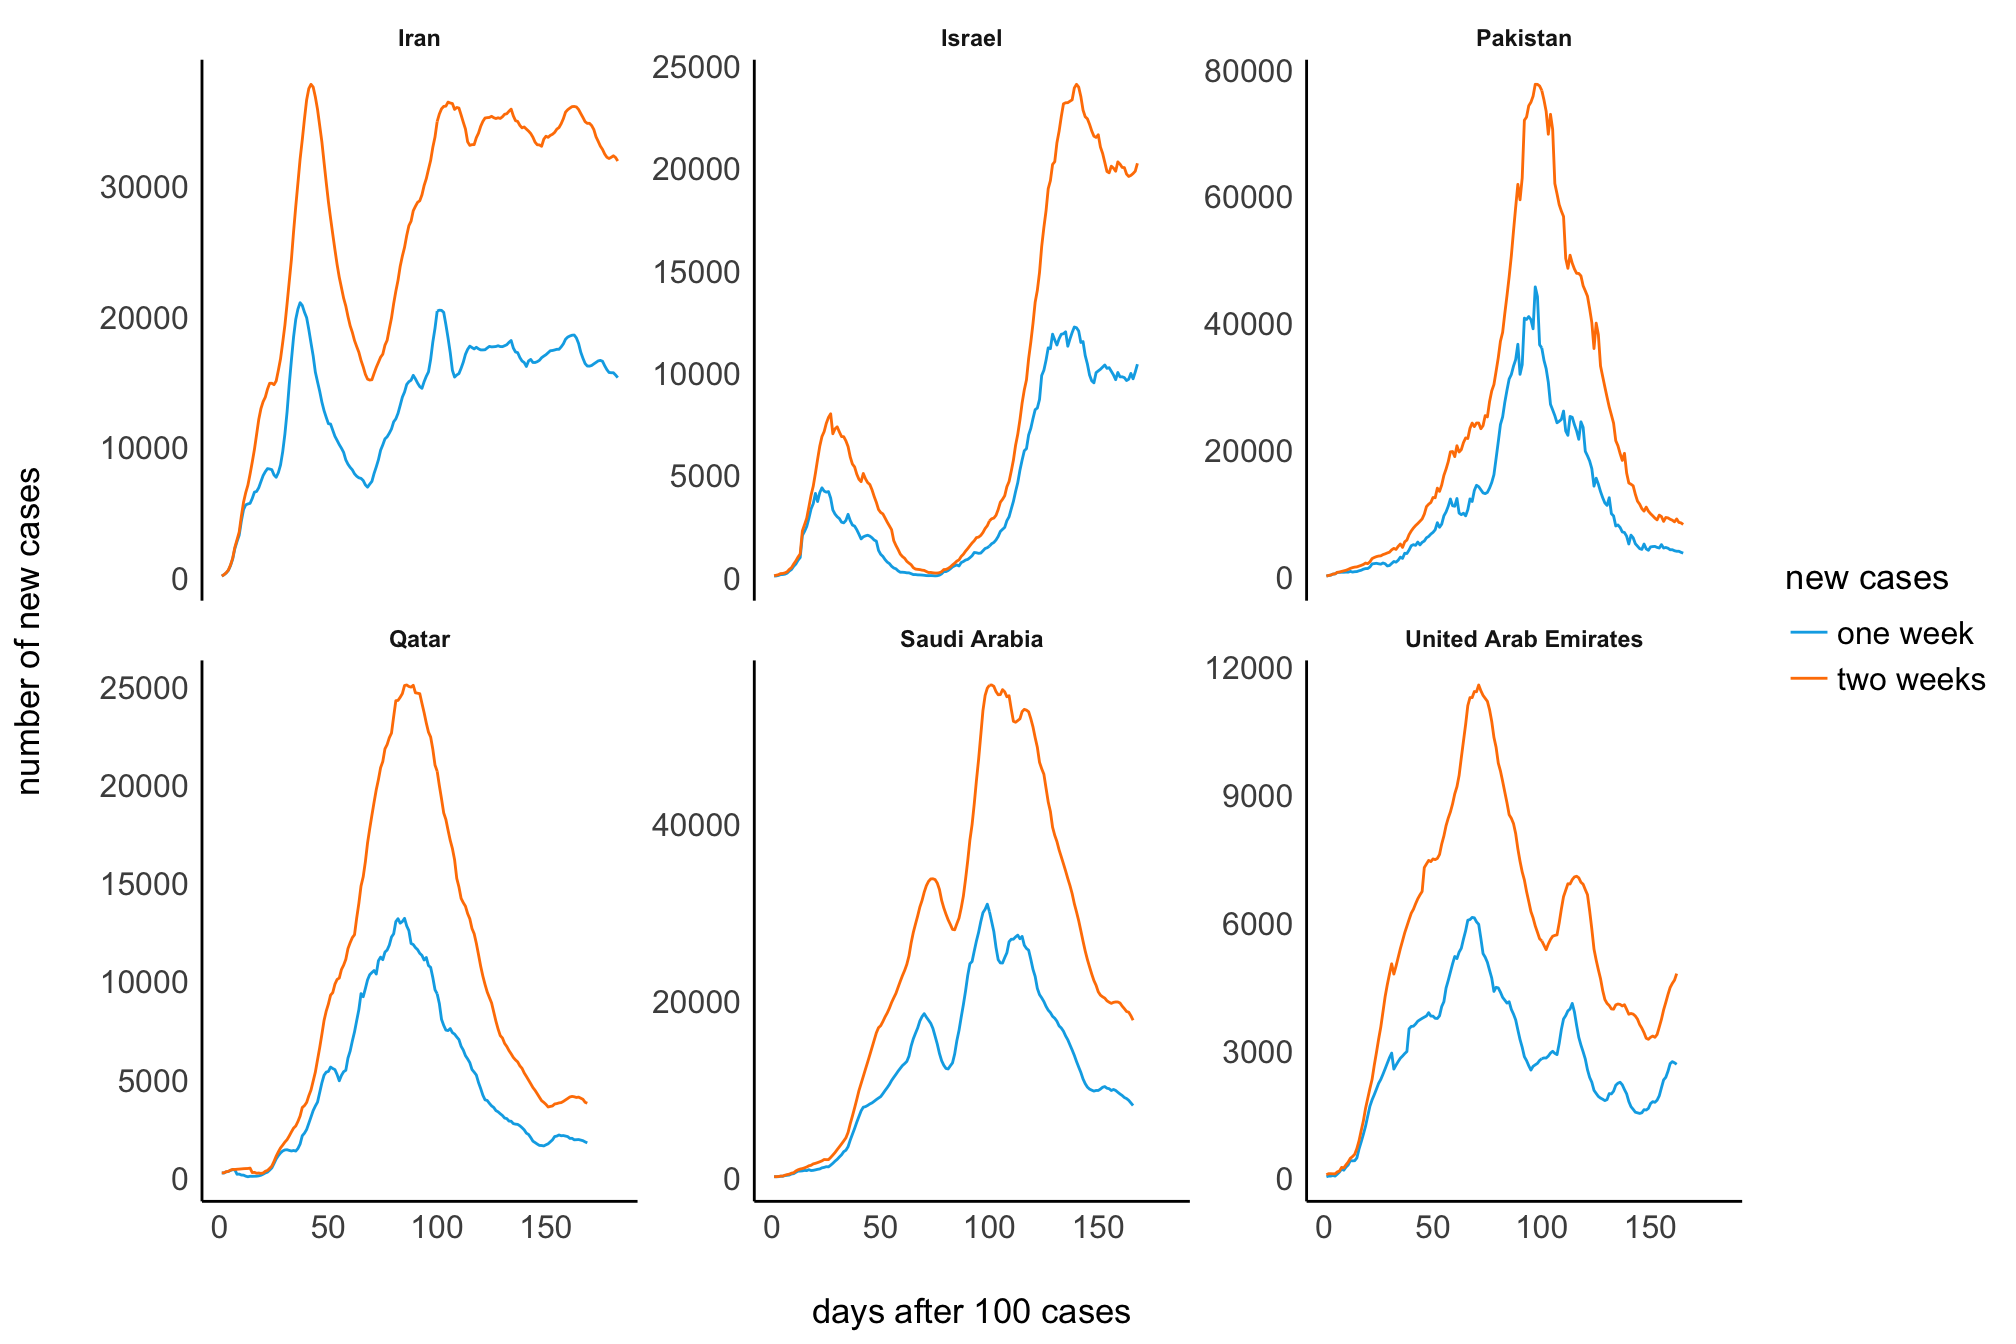 Iran
Israel
Pakistan
30000
20000
10000
0
25000
20000
15000
10000
5000
0
80000
60000
40000
20000
0
Qatar
Saudi Arabia
United Arab Emirates
25000
20000
15000
10000
5000
0
40000
20000
0
12000
9000
6000
3000
0
0 50 100 150
0 50 100 150
0 50 100 150
days after 100 cases
number of new cases
new cases
one week
two weeks